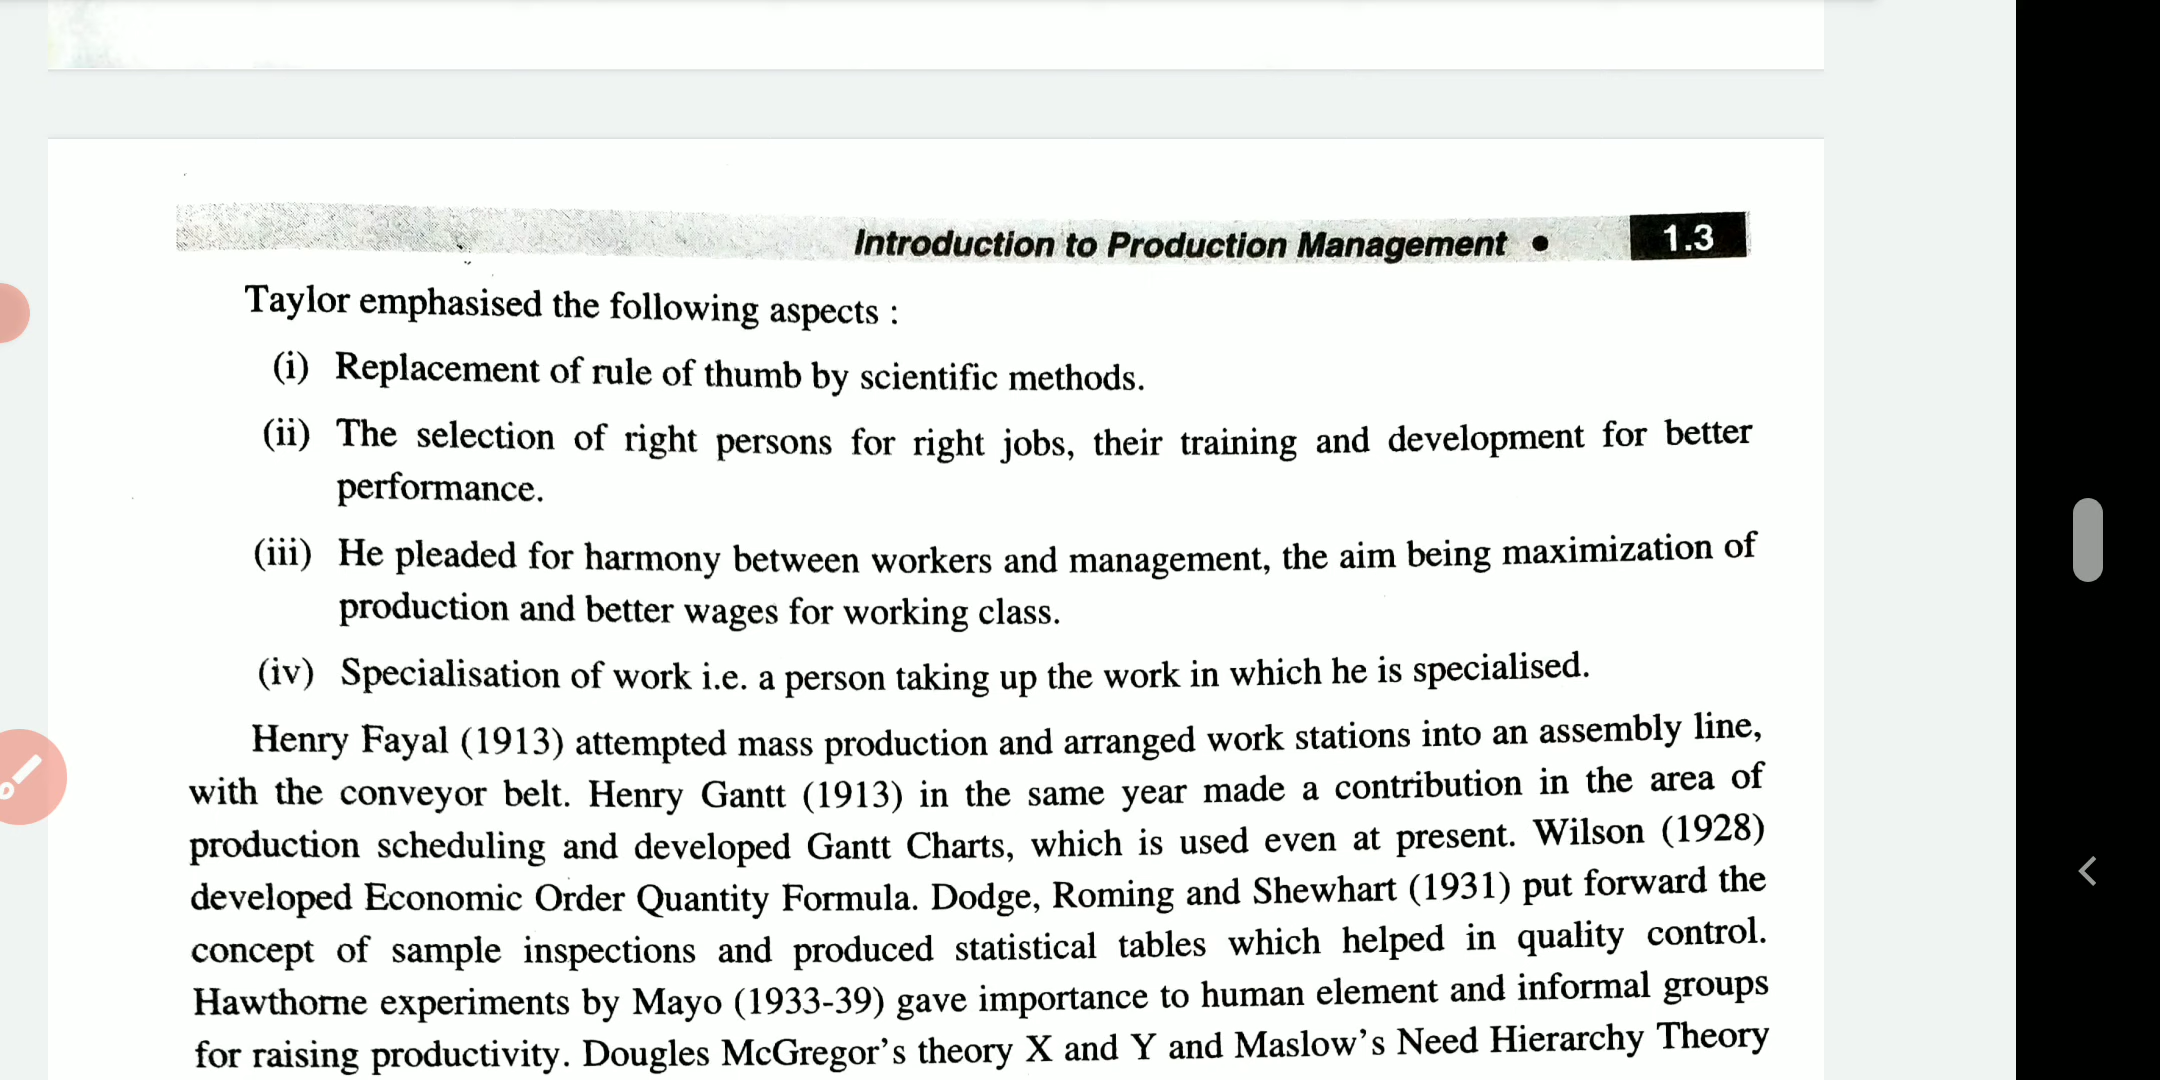 Introduction to Production Management • 1.3
Taylor emphasised the following aspects :
(i) Replacement of rule of thumb by scientific methods.
(ii) The selection of right persons for right jobs, their training and development for better
performance.
(iii) He pleaded for harmony between workers and management, the aim being maximization of
production and better wages for working class.
(iv) Specialisation of work i.e. a person taking up the work in which he is specialised.
Henry Fayal (1913) attempted mass production and arranged work stations into an assembly line,
with the conveyor belt. Henry Gantt (1913) in the same year made a contribution in the area of
production scheduling and developed Gantt Charts, which is used even at present. Wilson (1928)
developed Economic Order Quantity Formula. Dodge, Roming and Shewhart (1931) put forward the
concept of sample inspections and produced statistical tables which helped in quality control.
Hawthorne experiments by Mayo (1933-39) gave importance to human element and informal groups
for raising productivity. Dougles McGregor's theory X and Y and Maslow's Need Hierarchy Theory